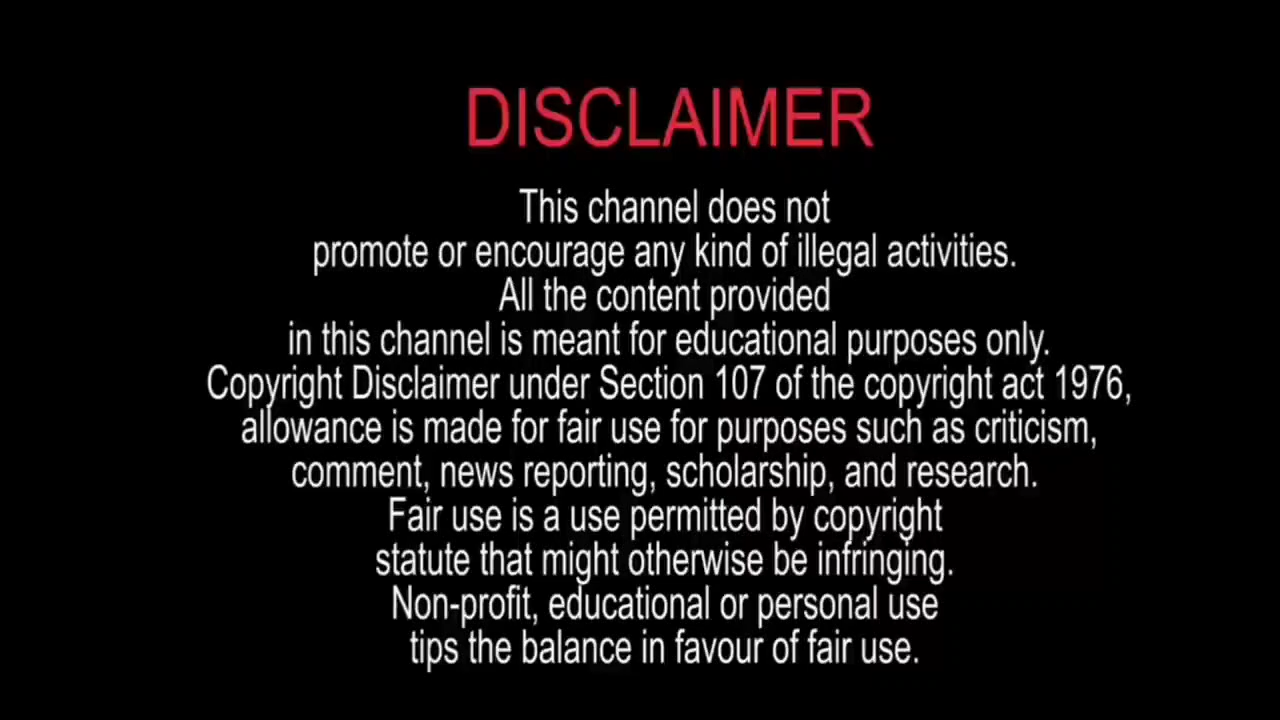 DISCLAIMER
This channel does not
promote or encourage any kind of illegal activities.
All the content provided
in this channel is meant for educational purposes only.
Copyright Disclaimer under Section 107 of the copyright act 1976,
allowance is made for fair use for purposes such as criticism,
comment, news reporting, scholarship, and research.
Fair use is a use permitted by copyright
statute that might otherwise be infringing.
Non-profit, educational or personal use
tips the balance in favour of fair use.